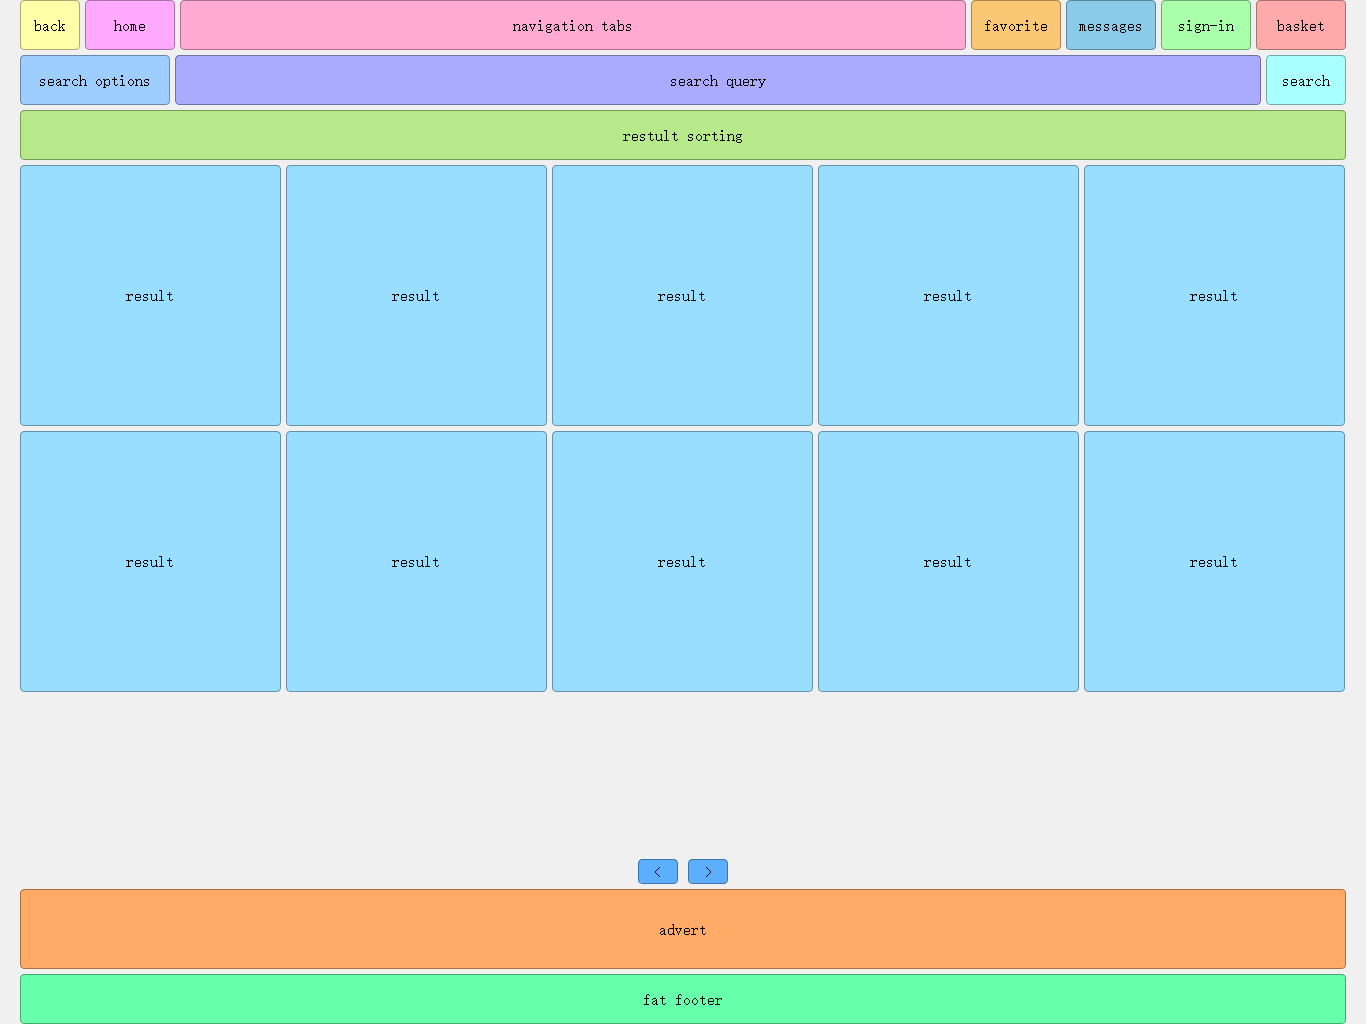 back home navigation tabs favorite messages sign-in basket
search options search query search
restult sorting
result result result result result
result result result result result
< >
advert
fat footer